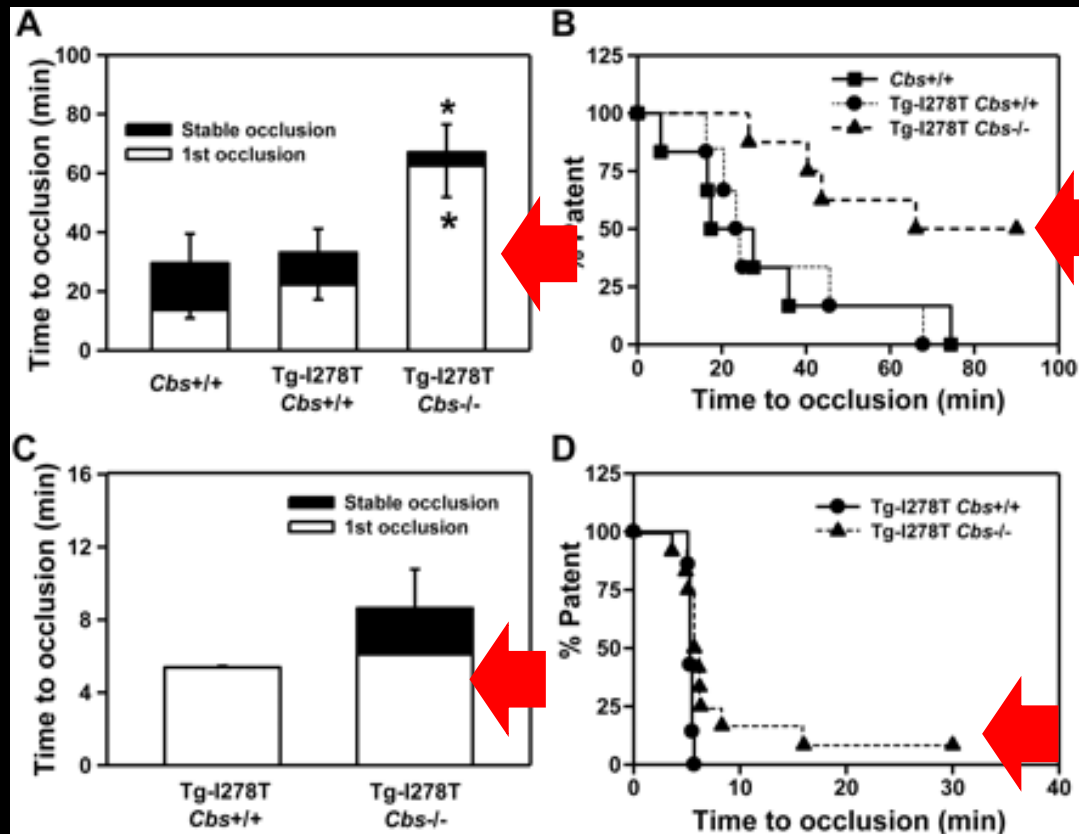 A
Time to occlusion (min)
100
80
60
40
20
0
Stable occlusion
1st occlusion
*
*
Cbs+/+
Tg-I278T
Cbs+/+
Tg-I278T
Cbs-/-
B
% Patent
125
100
75
50
25
0
Cbs+/+
Tg-I278T Cbs+/+
Tg-I278T Cbs-/-
0 20 40 60 80 100
Time to occlusion (min)
C
Time to occlusion (min)
16
12
8
4
0
Stable occlusion
1st occlusion
Tg-I278T
Cbs+/+
Tg-I278T
Cbs-/-
D
% Patent
125
100
75
50
25
0
Tg-I278T Cbs+/+
Tg-I278T Cbs-/-
0 10 20 30 40
Time to occlusion (min)